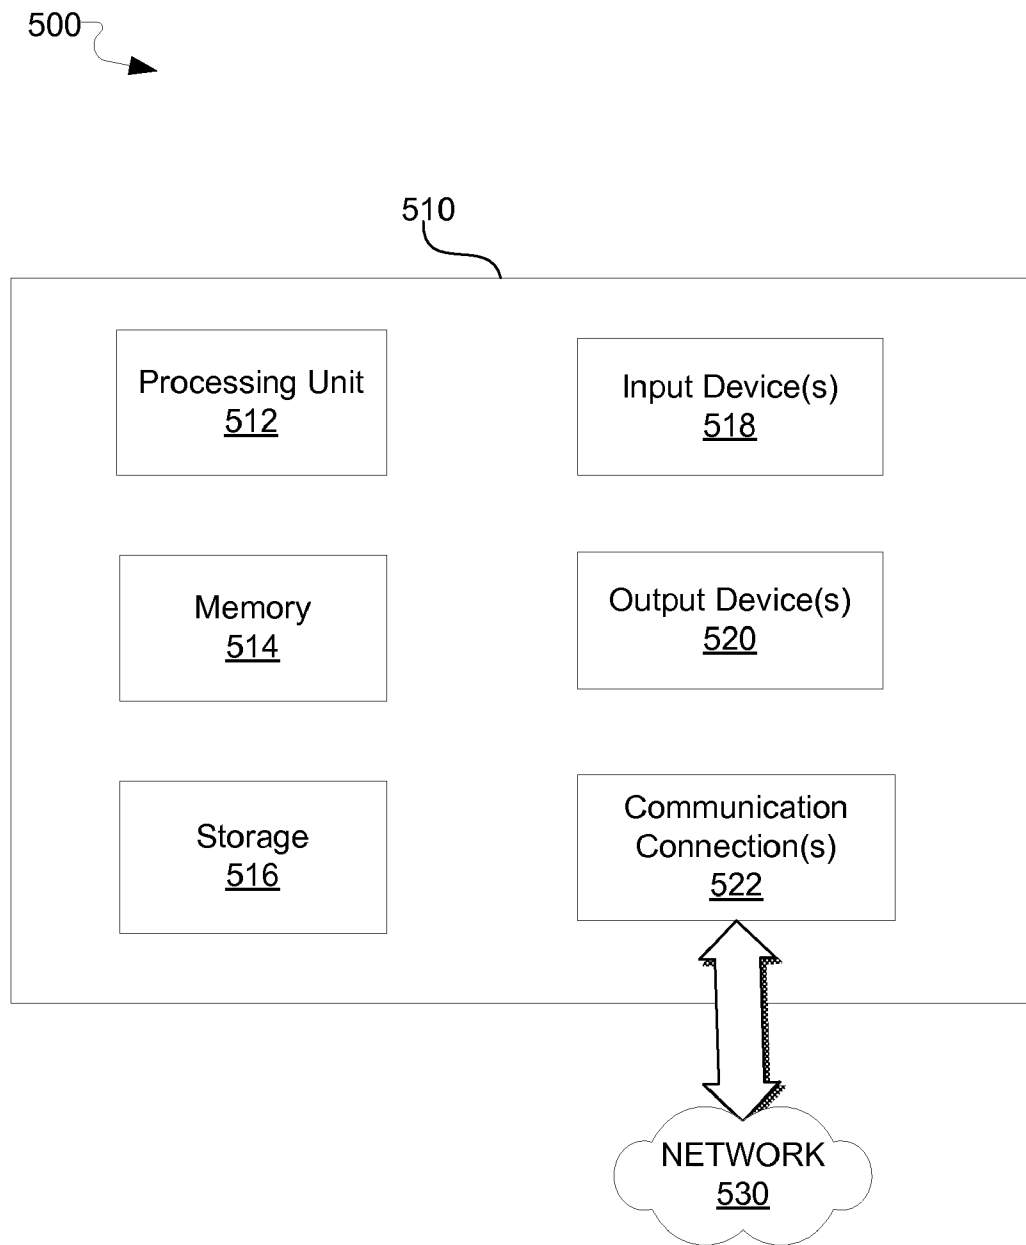 500
510
Processing Unit
512
Input Device(s)
518
Memory
514
Output Device(s)
520
Storage
516
Communication
Connection(s)
522
NETWORK
530